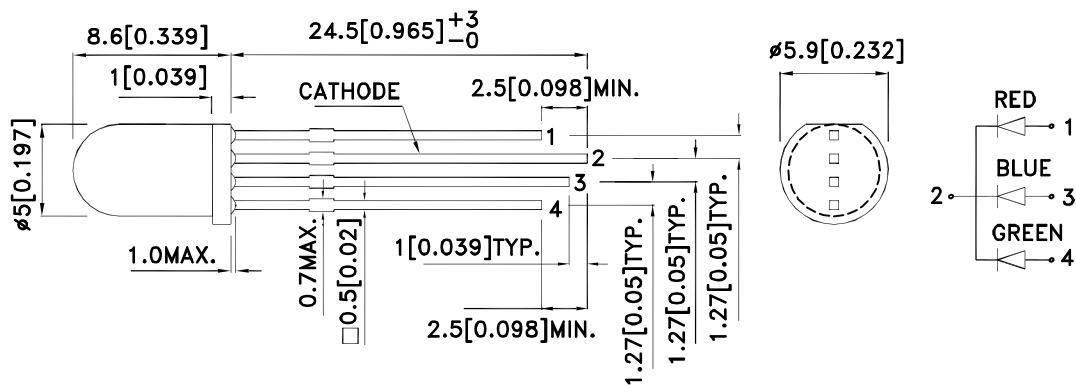 8.6[0.339]
24.5[0.965]+3 −0
1[0.039]
CATHODE
2.5[0.098]MIN.
ø5[0.197]
1
2
3
4
1.0MAX.
0.7MAX.
□0.5[0.02]
1[0.039]TYP.
2.5[0.098]MIN.
1.27[0.05]TYP.
1.27[0.05]TYP.
1.27[0.05]TYP.
ø5.9[0.232]
RED
1
BLUE
2
3
GREEN
4